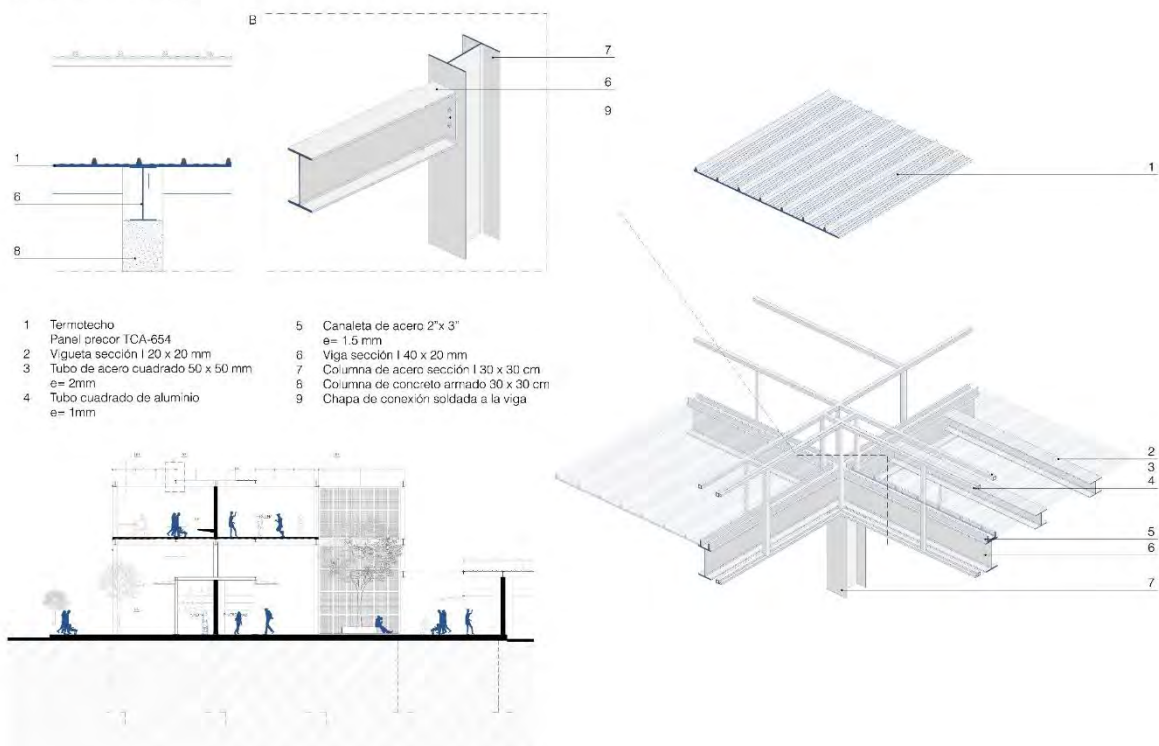 B
7
6
9
1
6
8
1
1 Termotecho
Panel precor TCA-654
2 Vigueta sección I 20 x 20 mm
3 Tubo de acero cuadrado 50 x 50 mm
e= 2mm
4 Tubo cuadrado de aluminio
e= 1mm
5 Canaleta de acero 2"x 3"
e= 1.5 mm
6 Viga sección I 40 x 20 mm
7 Columna de acero sección I 30 x 30 cm
8 Columna de concreto armado 30 x 30 cm
9 Chapa de conexión soldada a la viga
2
3
4
5
6
7